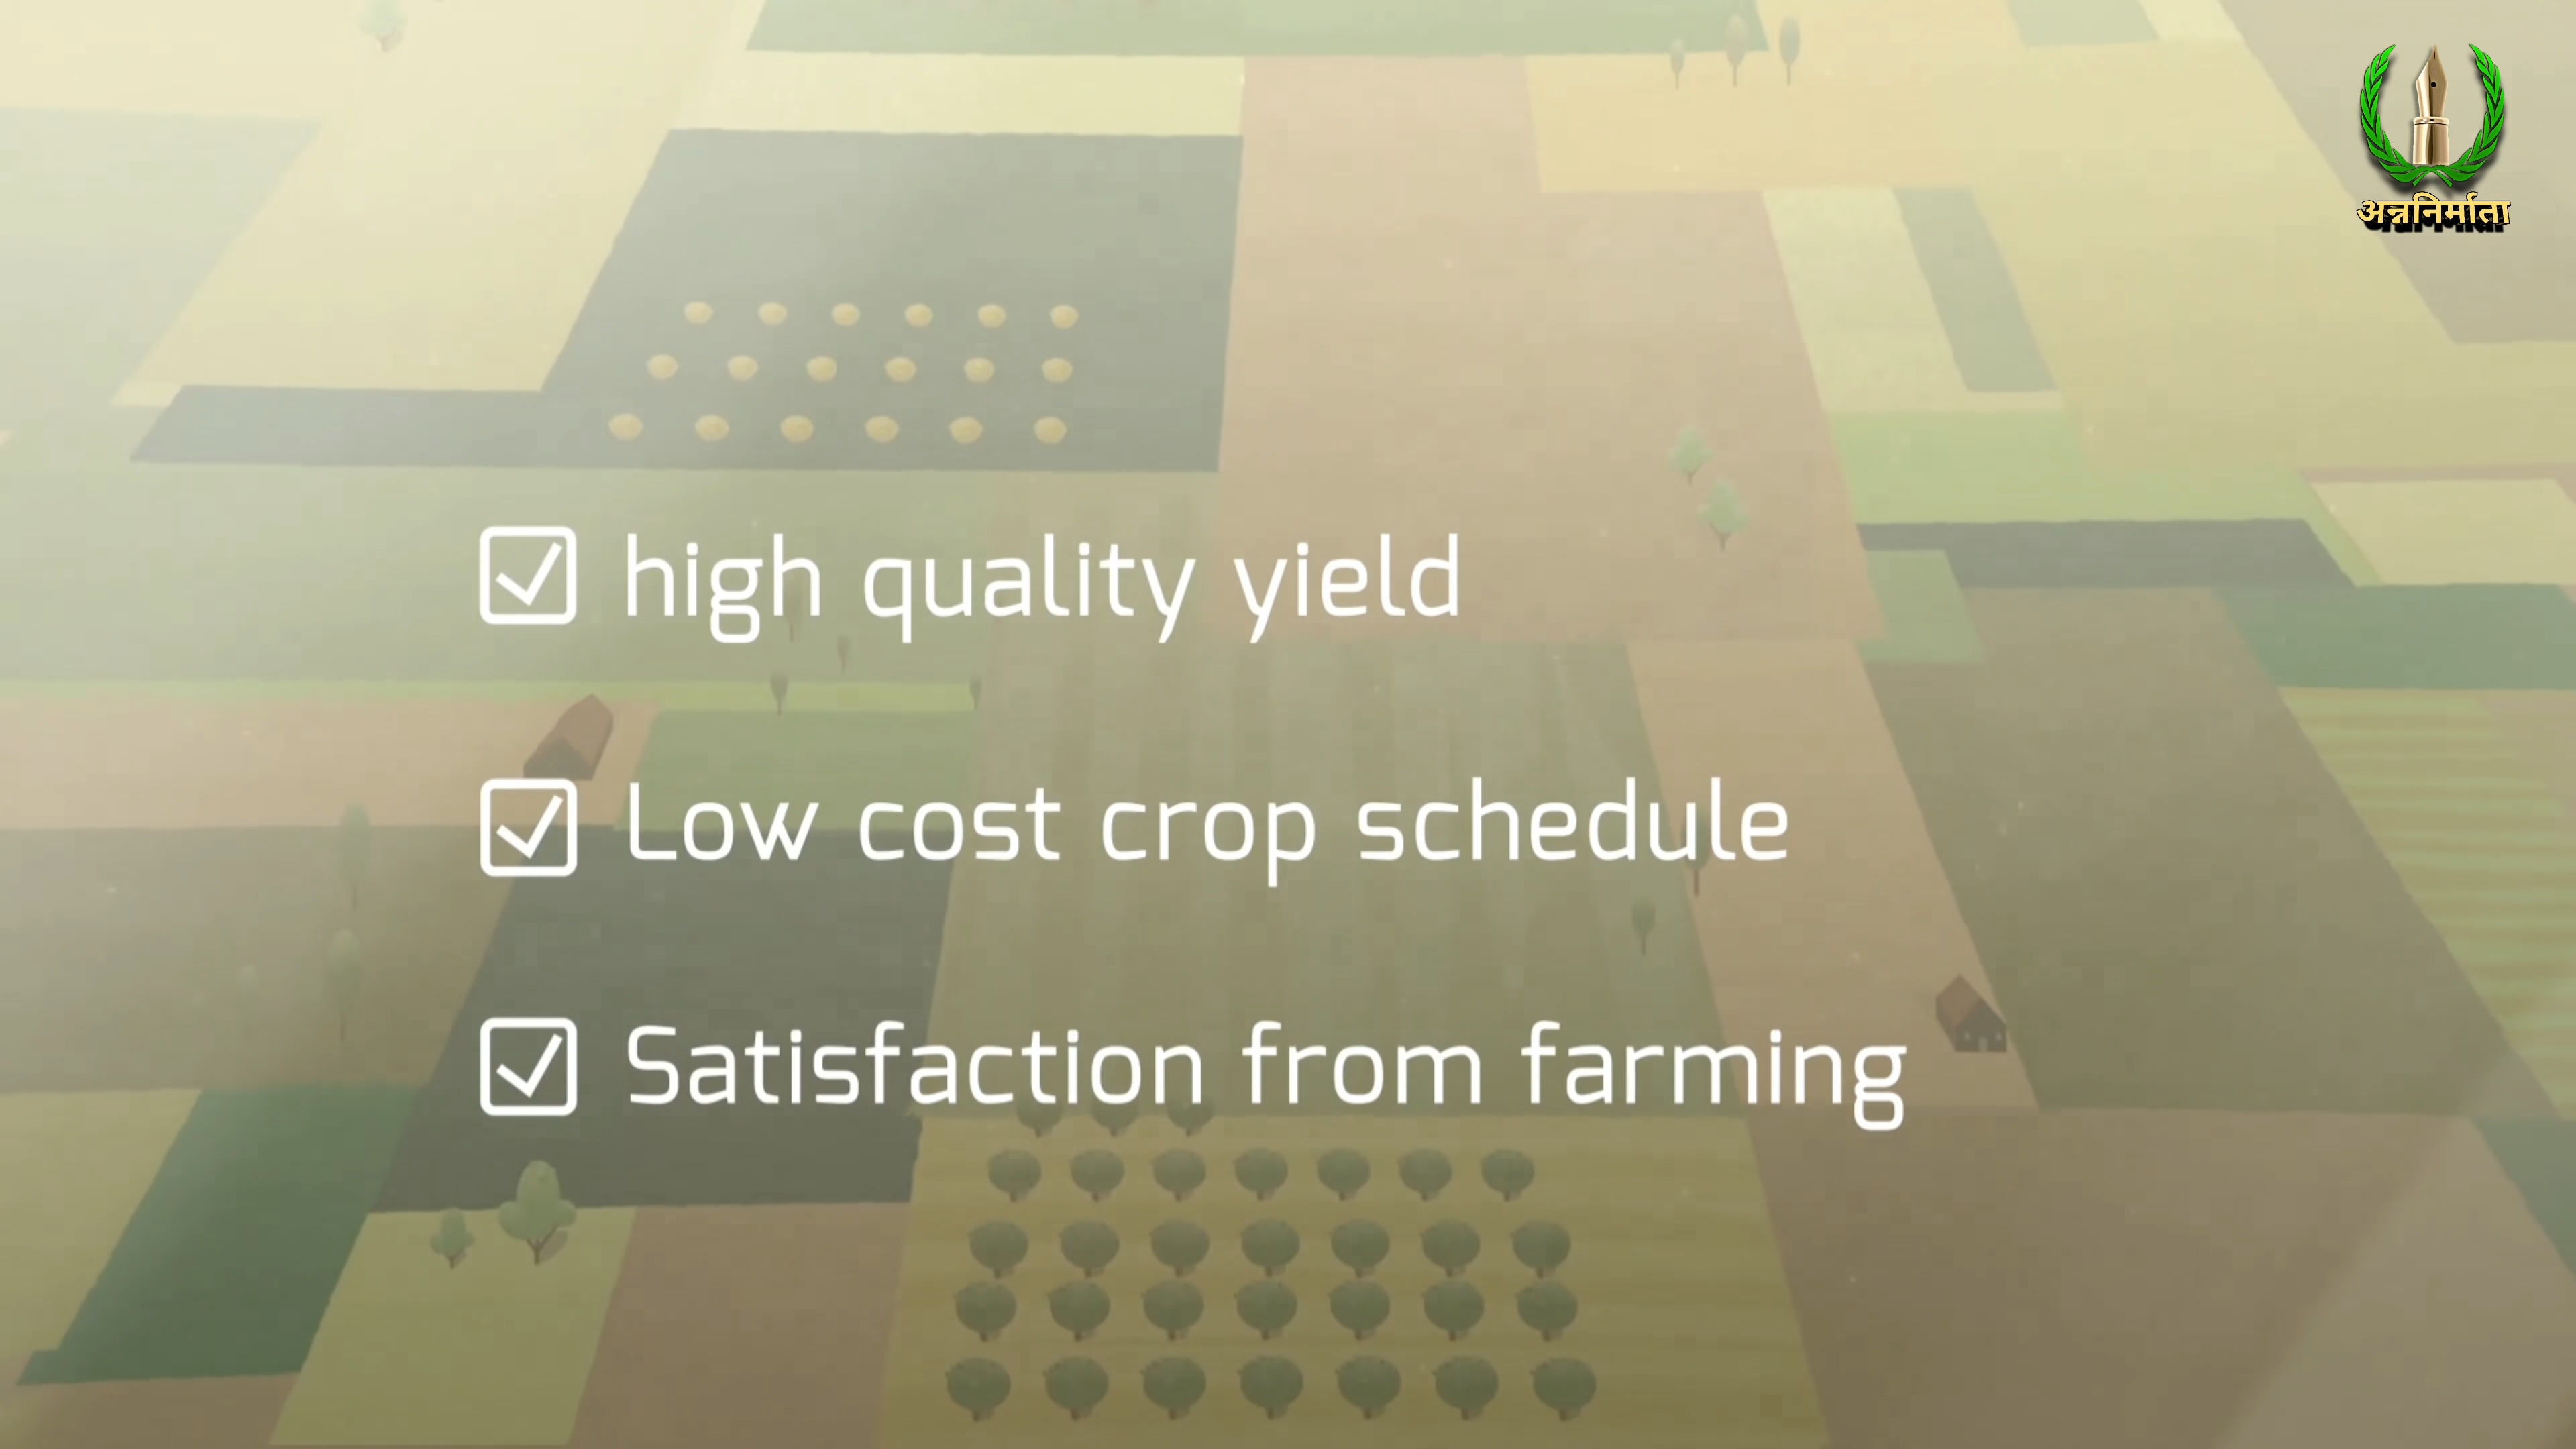 अन्ननिर्माता
high quality yield
Low cost crop schedule
Satisfaction from farming